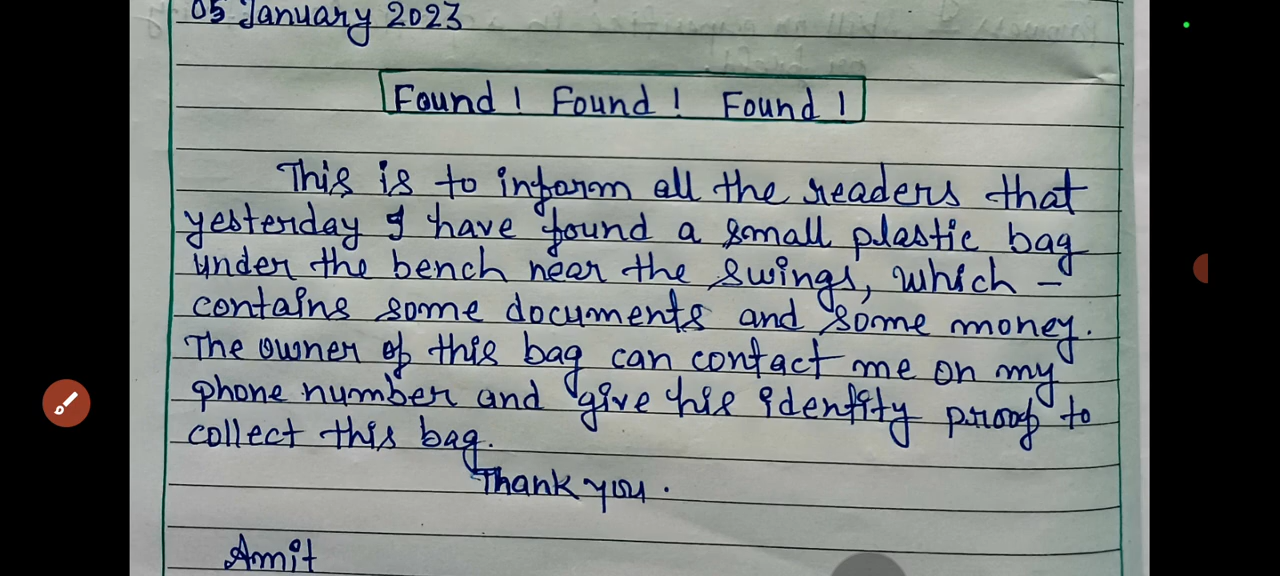 05 January 2023
Found! Found! Found!
This is to inform all the readers that
yesterday I have found a small plastic bag
under the bench near the swings, which -
contains some documents and some money.
The owner of this bag can contact me on my
phone number and give his identity proof to
collect this bag.
Thank you.
Amit